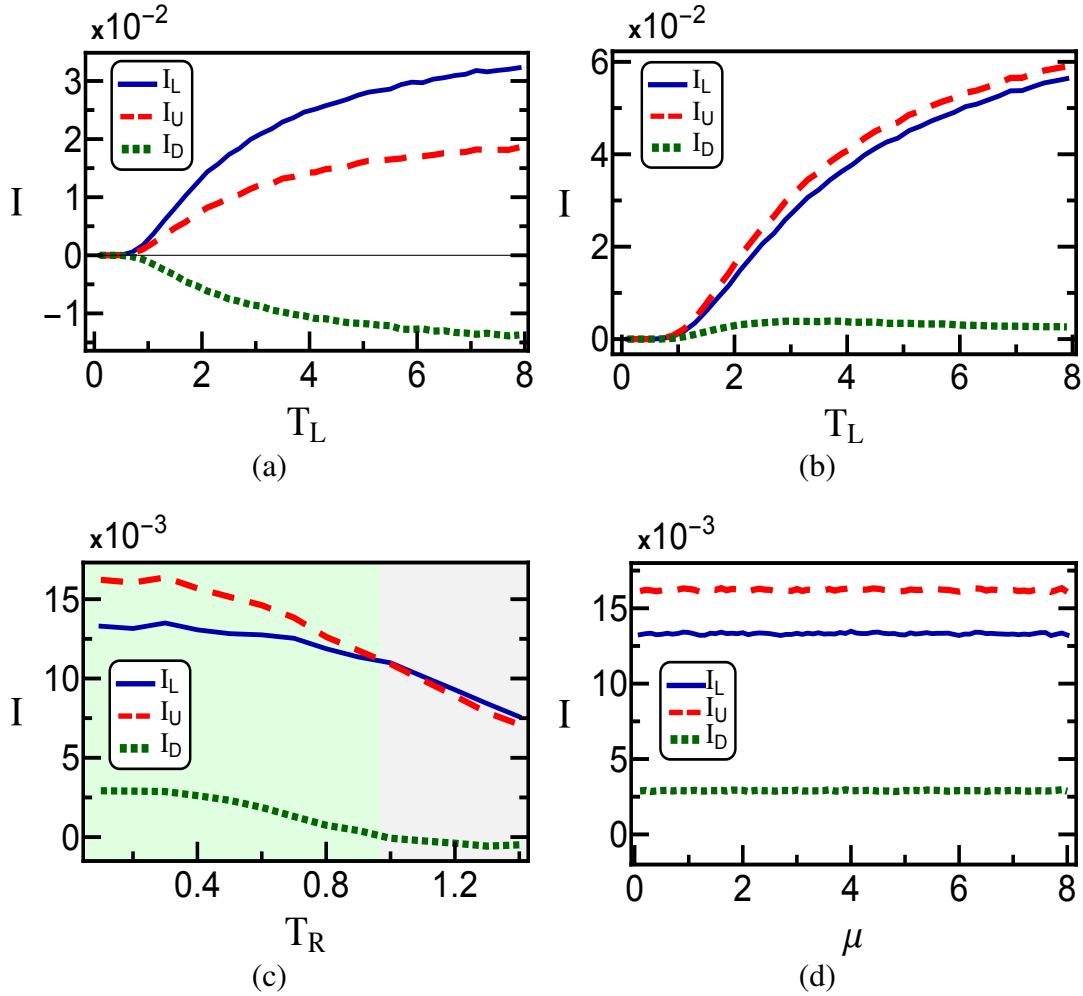 x10⁻²
3
2
1
0
−1
I
I_L
I_U
I_D
0 2 4 6 8
T_L
(a)
x10⁻²
6
4
2
0
I
I_L
I_U
I_D
0 2 4 6 8
T_L
(b)
x10⁻³
15
10
5
0
I
I_L
I_U
I_D
0.4 0.8 1.2
T_R
(c)
x10⁻³
15
10
5
0
I
I_L
I_U
I_D
0 2 4 6 8
μ
(d)